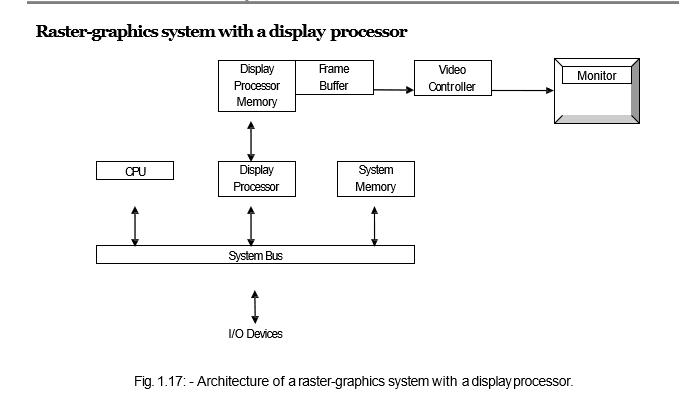 Raster-graphics system with a display processor
Display
Processor
Memory
Frame
Buffer
Video
Controller
Monitor
CPU
Display
Processor
System
Memory
System Bus
I/O Devices
Fig. 1.17: - Architecture of a raster-graphics system with a display processor.